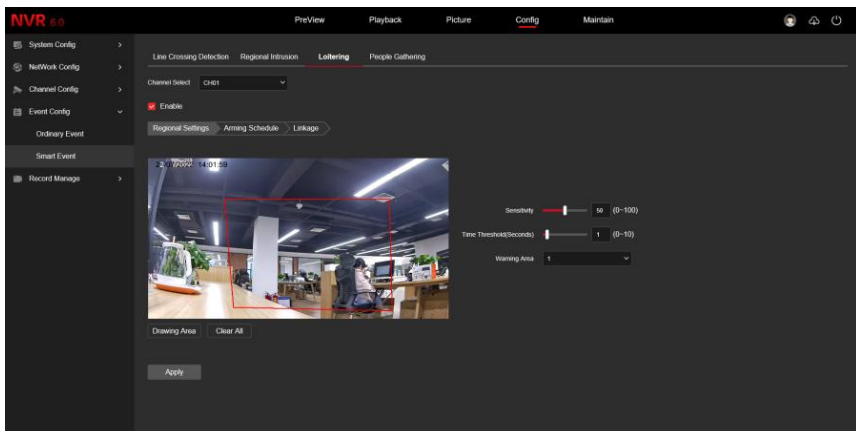 NVR 5.0
PreView Playback Picture Config Maintain
System Config
NetWork Config
Channel Config
Event Config
Ordinary Event
Smart Event
Record Manage
Line Crossing Detection Regional Intrusion Loitering People Gathering
Channel Select CH01
Enable
Regional Settings Arming Schedule Linkage
14:01:59
Sensitivity 50 (0~100)
Time Threshold(Seconds) 1 (0~10)
Warning Area 1
Drawing Area Clear All
Apply